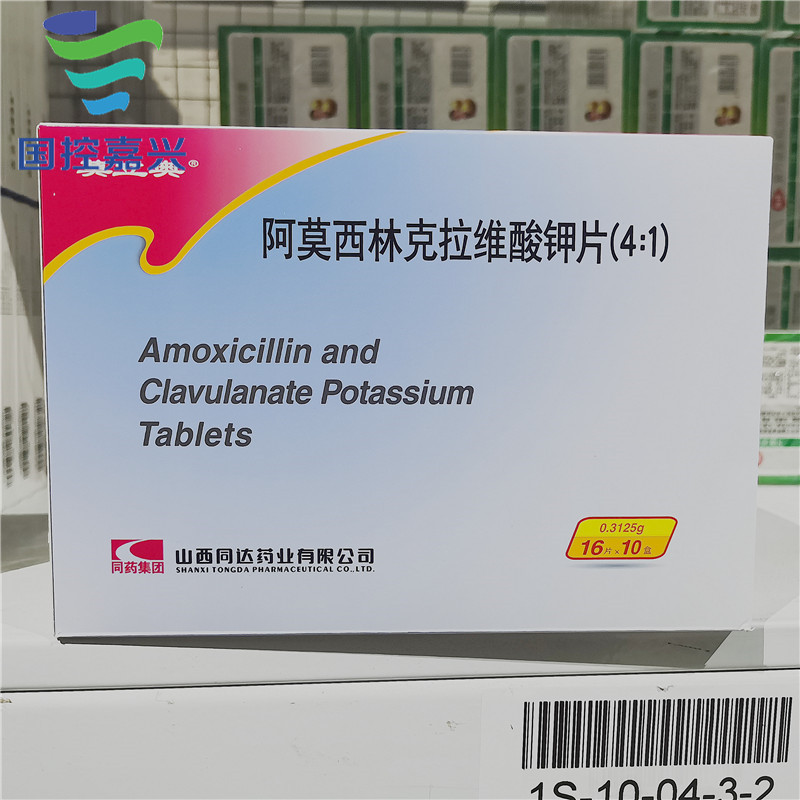 国控嘉兴
®
阿莫西林克拉维酸钾片(4:1)
Amoxicillin and
Clavulanate Potassium
Tablets
0.3125g
16片×10盒
同药集团
山西同达药业有限公司
SHANXI TONGDA PHARMACEUTICAL CO.,LTD.
1S-10-04-3-2